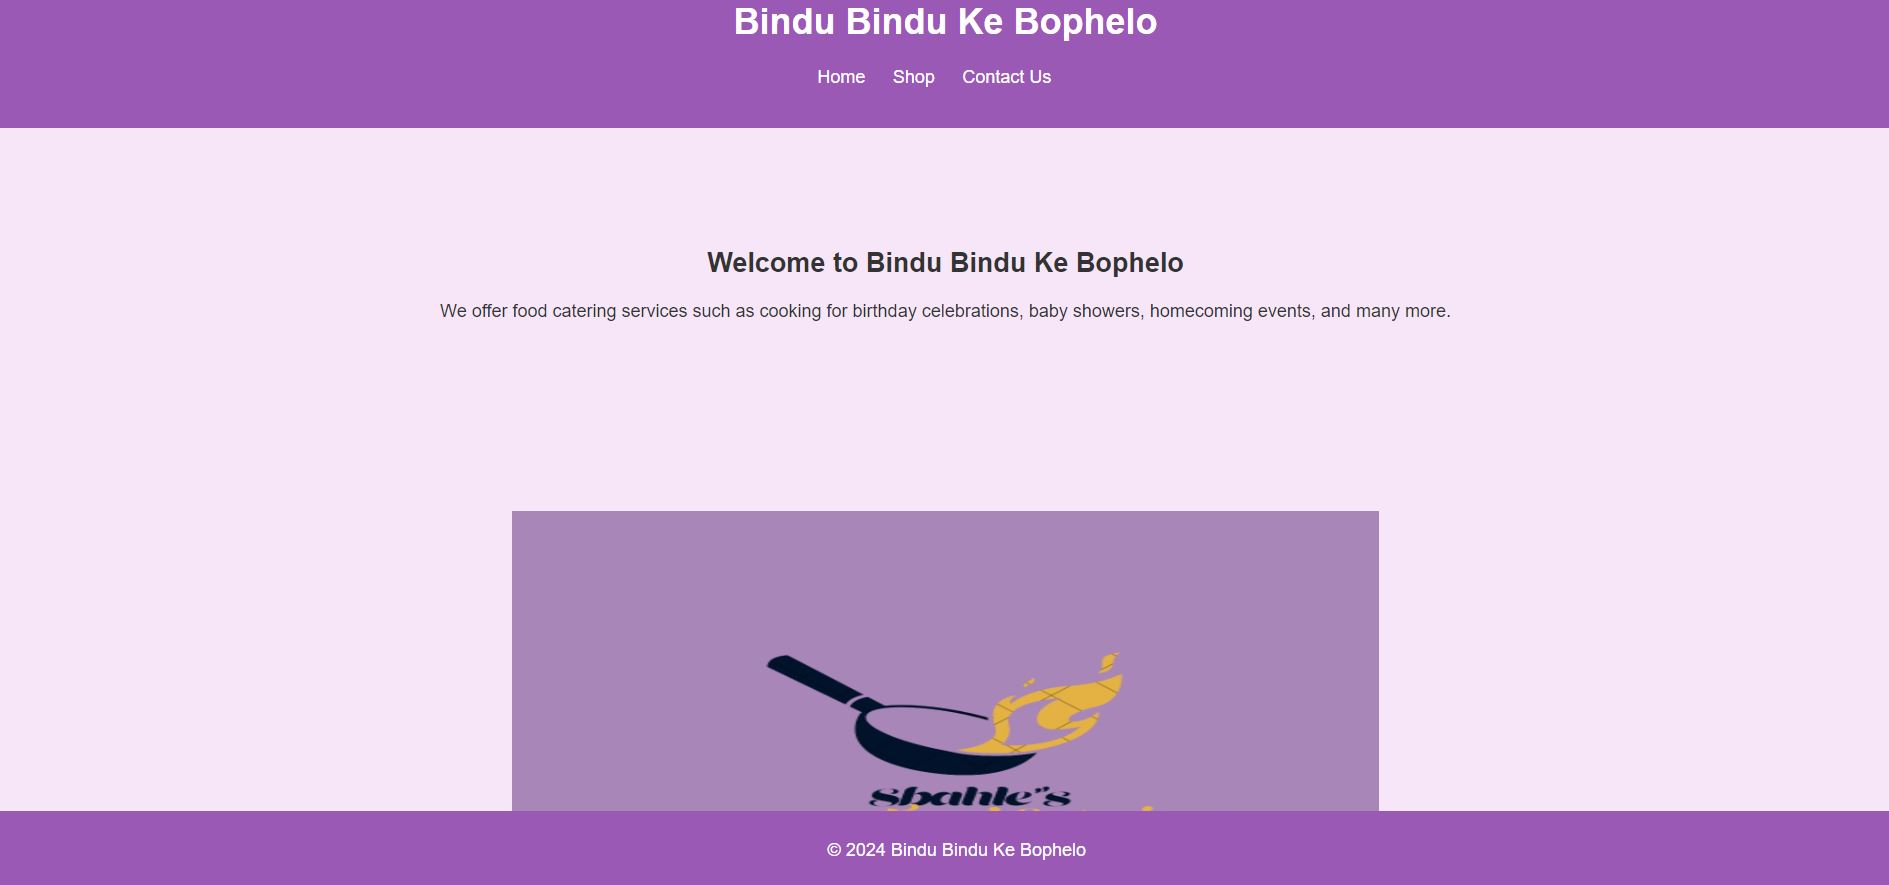 Bindu Bindu Ke Bophelo
Home Shop Contact Us
Welcome to Bindu Bindu Ke Bophelo
We offer food catering services such as cooking for birthday celebrations, baby showers, homecoming events, and many more.
Sbahle's
© 2024 Bindu Bindu Ke Bophelo